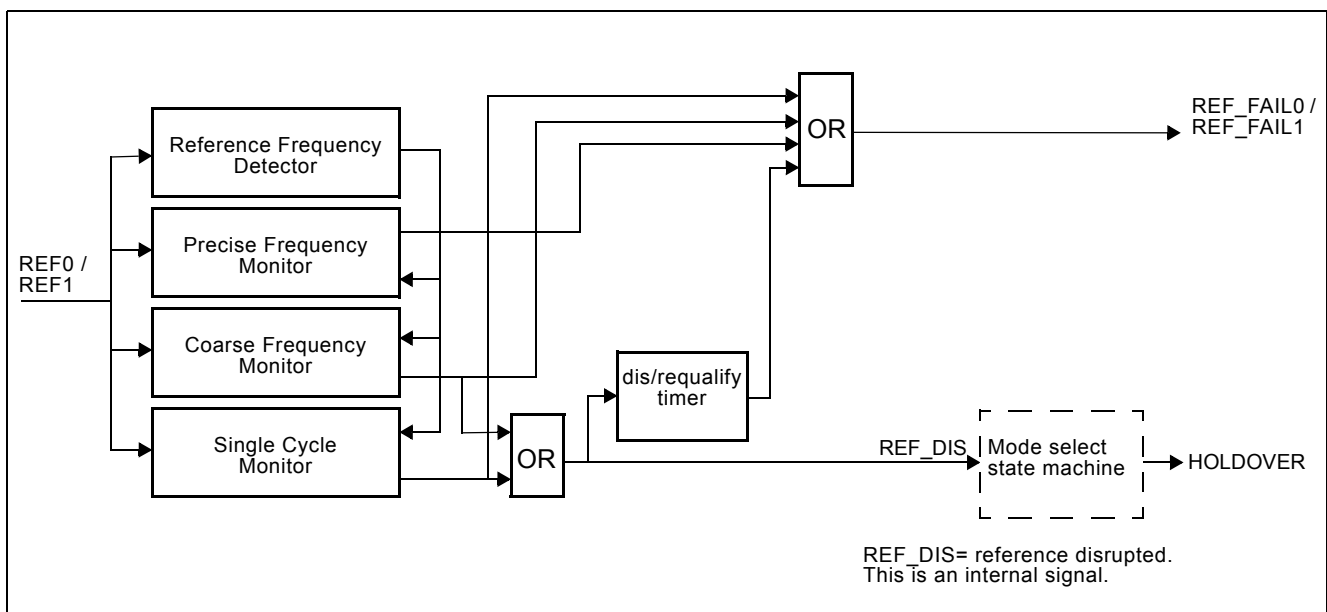 REF0 /
REF1
Reference Frequency
Detector
Precise Frequency
Monitor
Coarse Frequency
Monitor
Single Cycle
Monitor
OR
dis/requalify
timer
OR
REF_FAIL0 /
REF_FAIL1
REF_DIS
Mode select
state machine
HOLDOVER
REF_DIS= reference disrupted.
This is an internal signal.